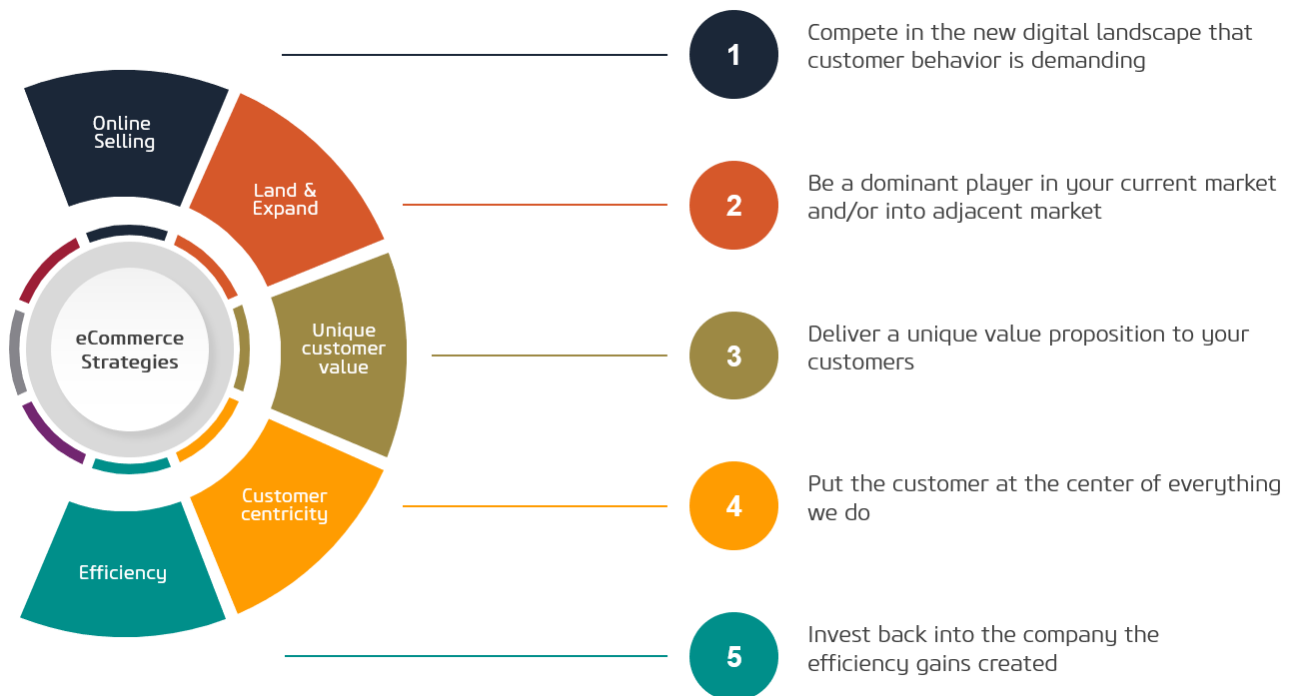 Online
Selling
Land &
Expand
Unique
customer
value
Customer
centricity
Efficiency
eCommerce
Strategies
1
Compete in the new digital landscape that
customer behavior is demanding
2
Be a dominant player in your current market
and/or into adjacent market
3
Deliver a unique value proposition to your
customers
4
Put the customer at the center of everything
we do
5
Invest back into the company the
efficiency gains created